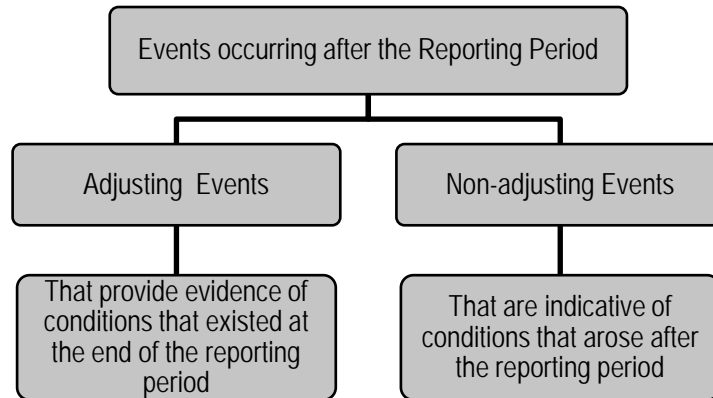 Events occurring after the Reporting Period
Adjusting Events
Non-adjusting Events
That provide evidence of
conditions that existed at
the end of the reporting
period
That are indicative of
conditions that arose after
the reporting period